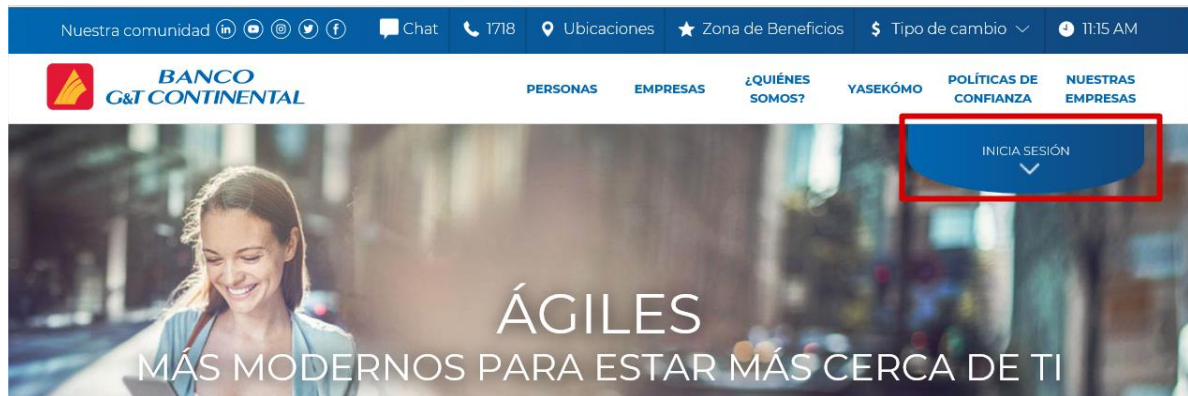 Nuestra comunidad Chat 1718 Ubicaciones Zona de Beneficios $ Tipo de cambio 11:15 AM
BANCO
G&T CONTINENTAL
PERSONAS
EMPRESAS
¿QUIÉNES
SOMOS?
YASEKÓMO
POLÍTICAS DE
CONFIANZA
NUESTRAS
EMPRESAS
INICIA SESIÓN
ÁGILES
MÁS MODERNOS PARA ESTAR MÁS CERCA DE TI